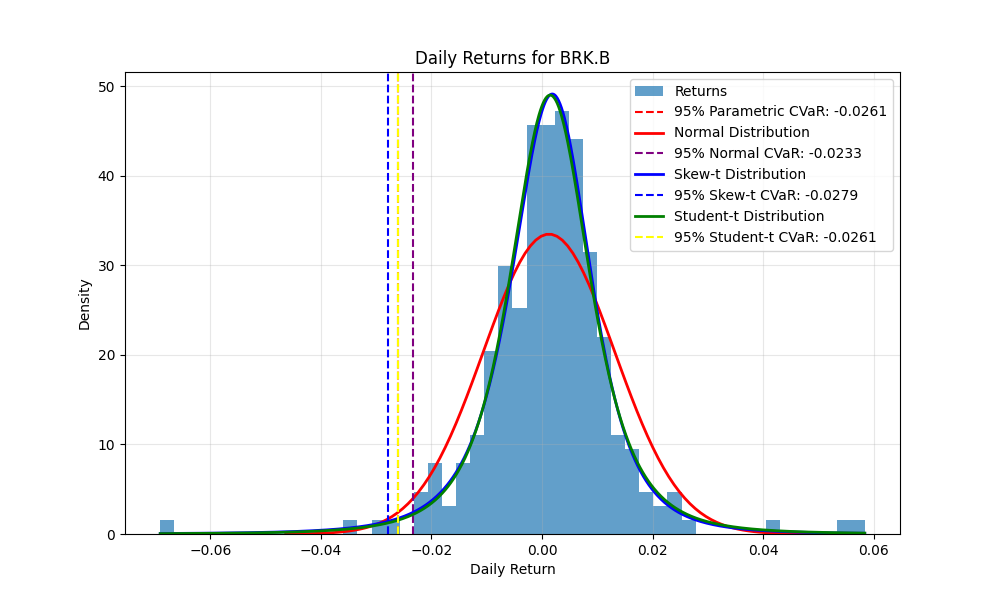 Daily Returns for BRK.B
Returns
95% Parametric CVaR: -0.0261
Normal Distribution
95% Normal CVaR: -0.0233
Skew-t Distribution
95% Skew-t CVaR: -0.0279
Student-t Distribution
95% Student-t CVaR: -0.0261
50
40
30
20
10
0
Density
−0.06 −0.04 −0.02 0.00 0.02 0.04 0.06
Daily Return